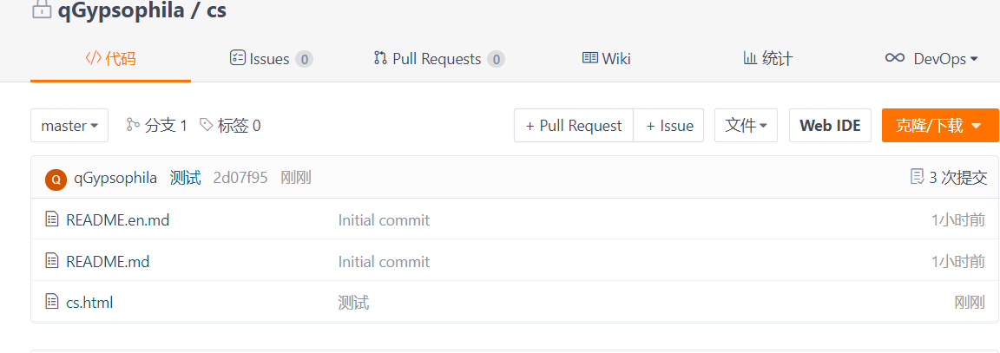 qGypsophila / cs
</> 代码 Issues 0 Pull Requests 0 Wiki 统计 DevOps
master 分支 1 标签 0 + Pull Request + Issue 文件 Web IDE 克隆/下载
Q qGypsophila 测试 2d07f95 刚刚 3 次提交
README.en.md Initial commit 1小时前
README.md Initial commit 1小时前
cs.html 测试 刚刚